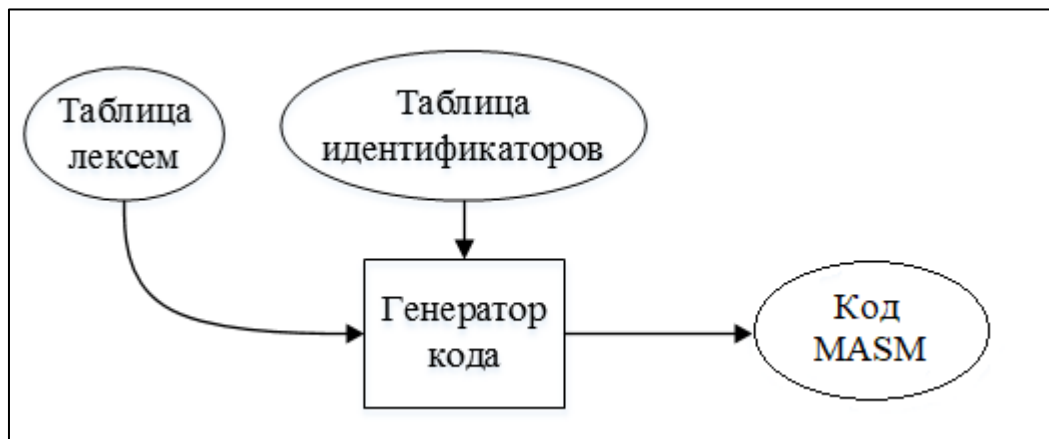 Таблица
лексем
Таблица
идентификаторов
Генератор
кода
Код
MASM